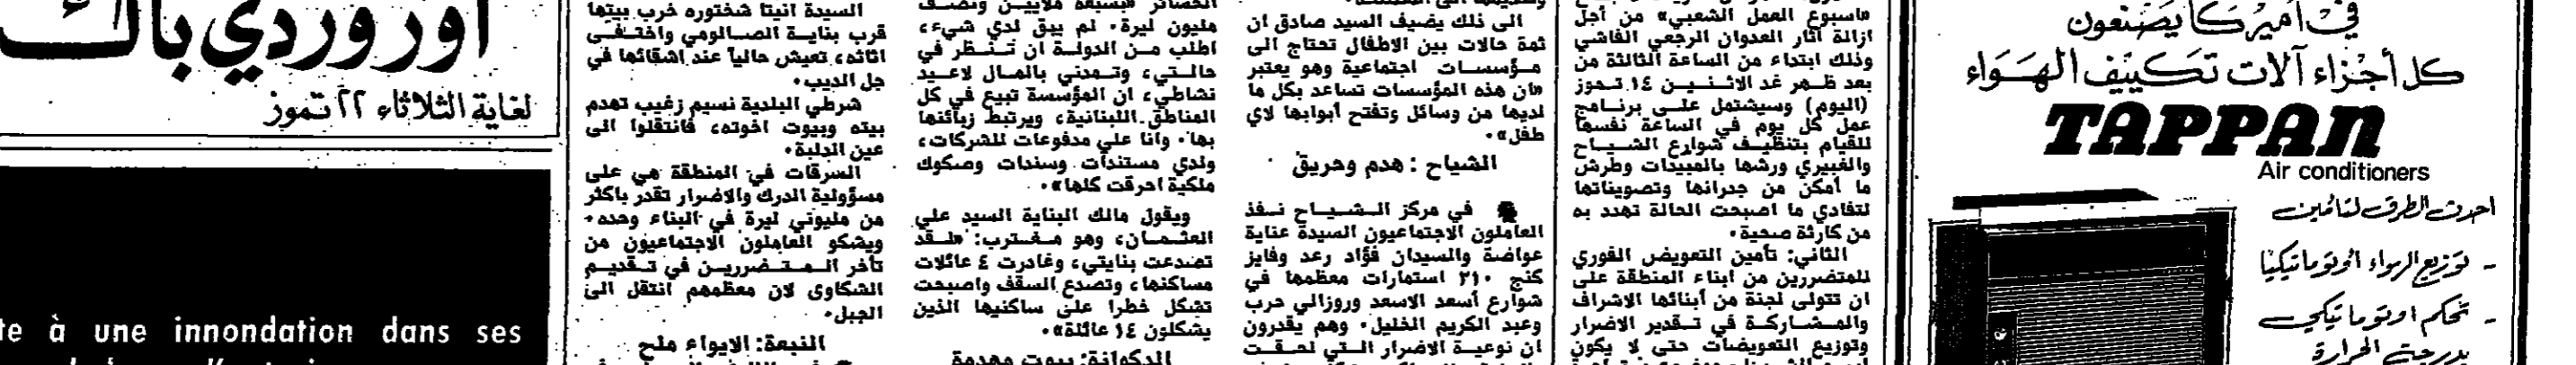 في أميركا يصنعون
كل أجزاء آلات تكييف الهواء
TAPPAN
Air conditioners
احدث الطرق لتأمين
- توزيع الهواء اوتوماتيكيا
- تحكم اوتوماتيكي
بدرجة الحرارة
«اسبوع العمل الشعبي» من أجل
ازالة آثار العدوان الرجعي الفاشي
وذلك ابتداء من الساعة الثالثة من
بعد ظهر غد الاثنين ١٤ تموز
(اليوم) وسيشتمل على برنامج
عمل كل يوم في الساعة نفسها
للقيام بتنظيف شوارع الشياح
والغبيري ورشها بالمبيدات وطرش
ما أمكن من جدرانها وتصويناتها
لتفادي ما اصبحت الحالة تهدد به
من كارثة صحية.
الثاني: تأمين التعويض الفوري
للمتضررين من ابناء المنطقة على
ان تتولى لجنة من أبنائها الاشراف
والمشاركة في تقدير الاضرار
وتوزيع التعويضات حتى لا يكون
الى ذلك يضيف السيد صادق ان
ثمة حالات بين الاطفال تحتاج الى
مؤسسات اجتماعية وهو يعتبر
«ان هذه المؤسسات تساعد بكل ما
لديها من وسائل وتفتح أبوابها لاي
طفل».
الشياح : هدم وحريق
في مركز الشياح نفذ
العاملون الاجتماعيون السيدة عناية
عواضة والسيدان فؤاد رعد وفايز
كنج ٢١٠ استمارات معظمها في
شوارع أسعد الاسعد وروزالي حرب
وعبد الكريم الخليل. وهم يقدرون
ان نوعية الاضرار التي لحقت
الخسائر «بسبعة ملايين ونصف
مليون ليرة. لم يبق لدي شيء،
اطلب من الدولة ان تنظر في
حالتي، وتمدني بالمال لاعيد
نشاطي، ان المؤسسة تبيع في كل
المناطق اللبنانية، ويرتبط زبائنها
بها. وانا علي مدفوعات للشركات،
ولدي مستندات وسندات وصكوك
ملكية احرقت كلها».
ويقول مالك البناية السيد علي
العثمان، وهو مغترب: «لقد
تصدعت بنايتي، وغادرت ٤ عائلات
مساكنها، وتصدع السقف واصبحت
تشكل خطرا على ساكنيها الذين
يشكلون ١٤ عائلة».
الدكوانة: بيوت مهدمة
السيدة انيتا شختوره خرب بيتها
قرب بناية الصالومي واختفى
اثاثه، تعيش حالياً عند اشقائها في
جل الديب.
شرطي البلدية نسيم زغيب تهدم
بيته وبيوت اخوته، فانتقلوا الى
عين الدلبة.
السرقات في المنطقة هي على
مسؤولية الدرك والاضرار تقدر باكثر
من مليوني ليرة في البناء وحده.
ويشكو العاملون الاجتماعيون من
تأخر المتضررين في تقديم
الشكاوى لان معظمهم انتقل الى
الجبل.
النبعة: الايواء ملح
اوروردي باك
لغاية الثلاثاء ٢٢ تموز
te à une innondation dans ses